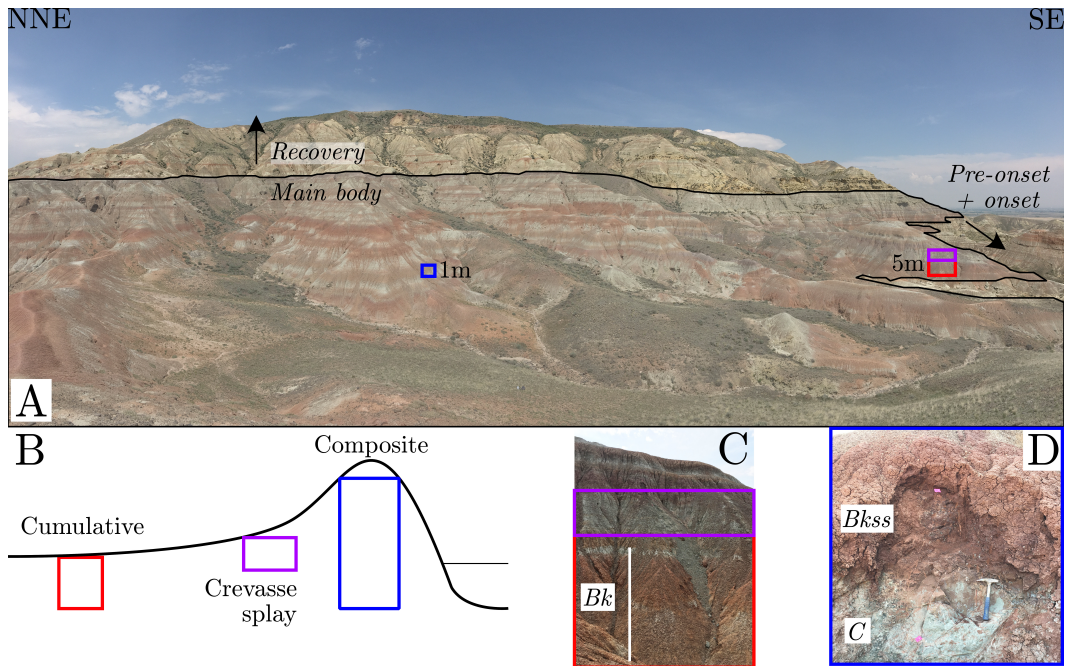 NNE
SE
Recovery
Main body
Pre-onset
+ onset
1m
5m
A
B
Composite
Cumulative
Crevasse
splay
C
Bk
D
Bkss
C